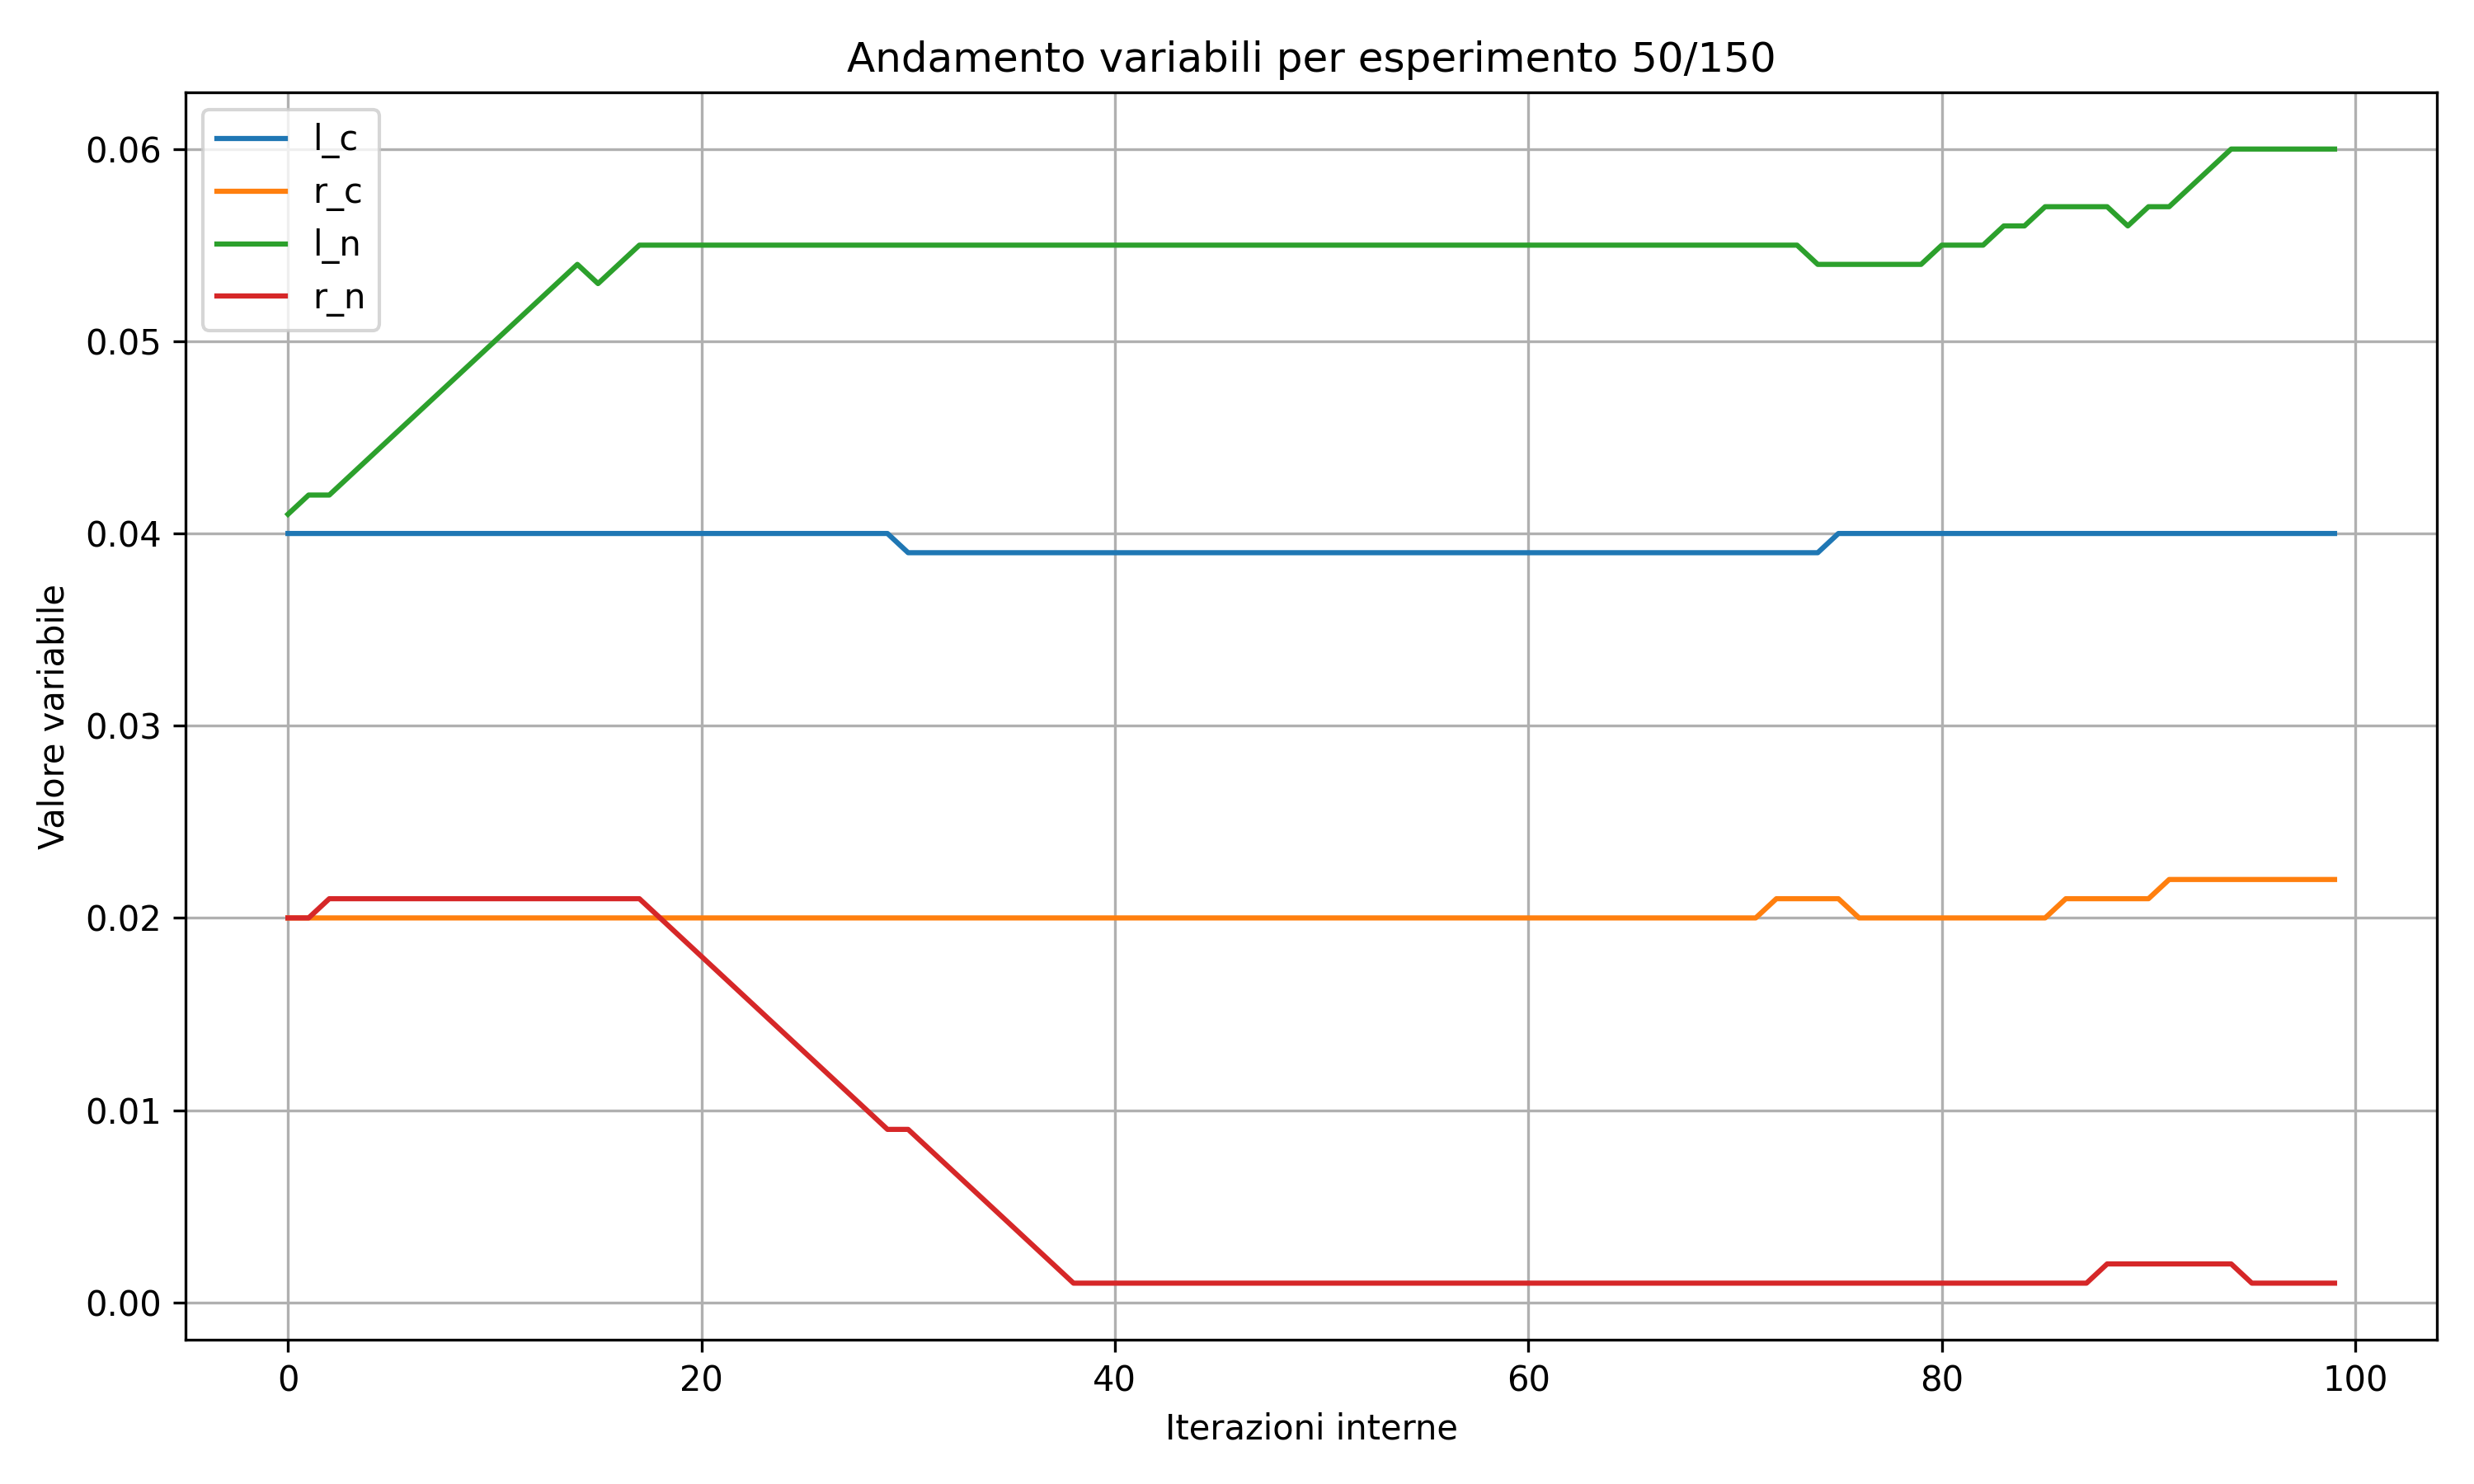 Andamento variabili per esperimento 50/150
l_c
r_c
l_n
r_n
0.06
0.05
0.04
0.03
0.02
0.01
0.00
Valore variabile
0 20 40 60 80 100
Iterazioni interne